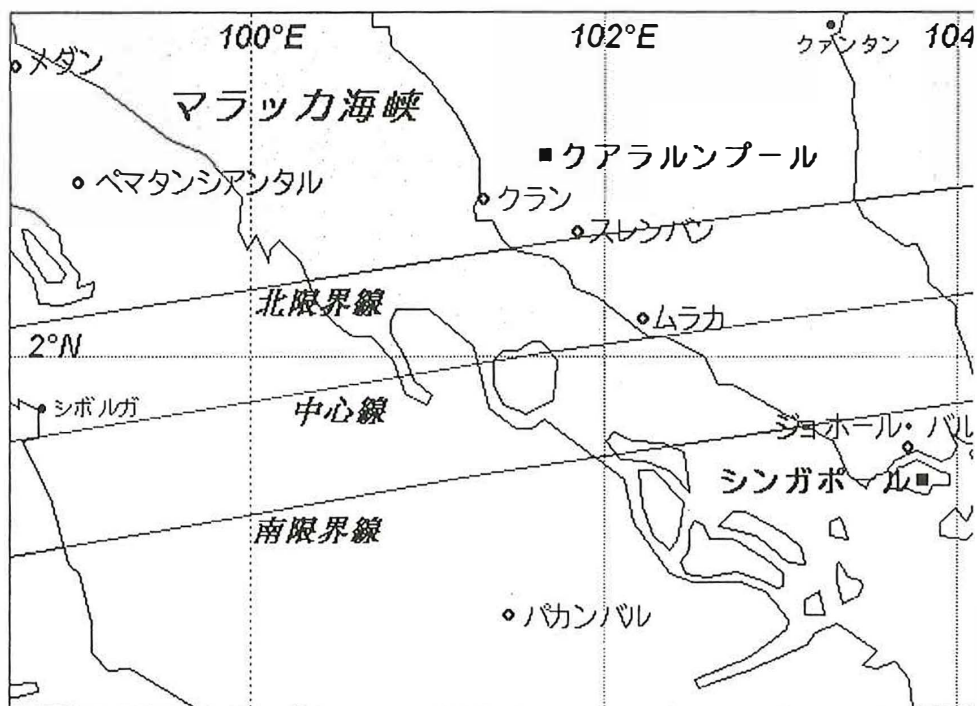 100°E
102°E
104
クァンタン
メダン
マラッカ海峡
クアラルンプール
ペマタンシアンタル
クラン
スレンバン
北限界線
ムラカ
2°N
シボルガ
中心線
ジョホール・バル
シンガポール
南限界線
パカンバル